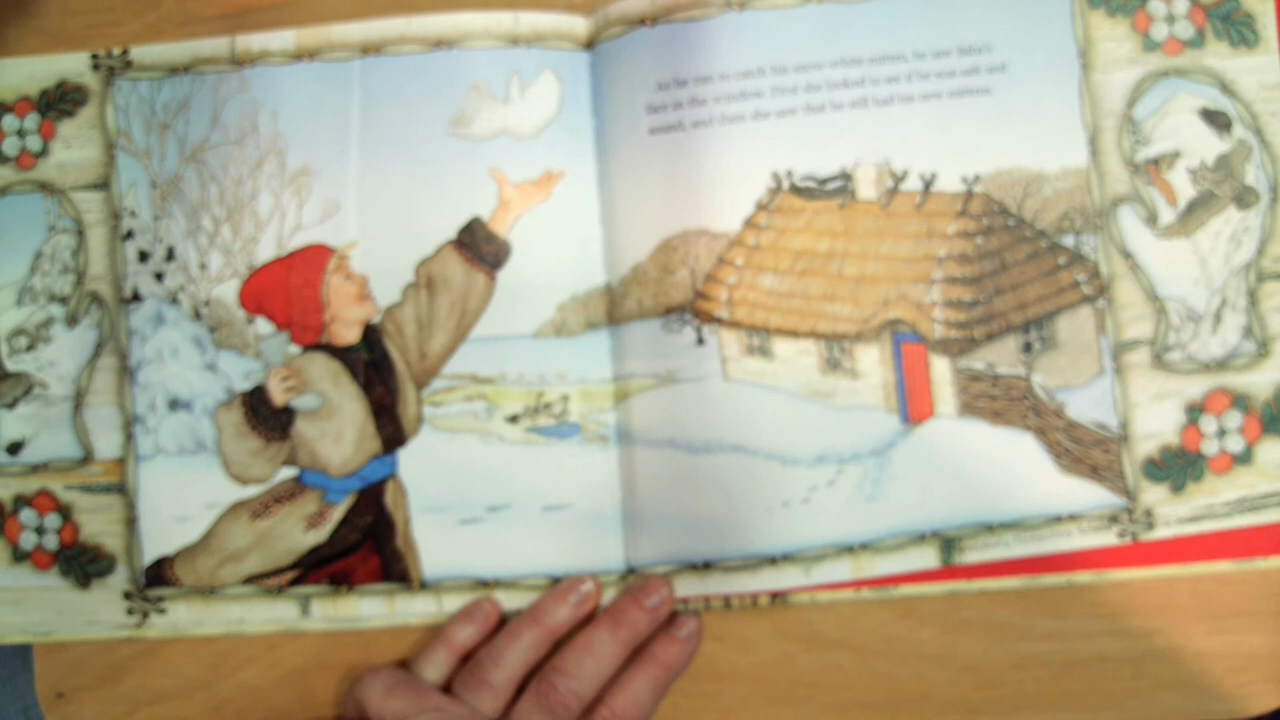 As he ran to catch his snow-white mitten, he saw Baba's
face in the window. First she looked to see if he was safe and
sound, and then she saw that he still had his new mittens.